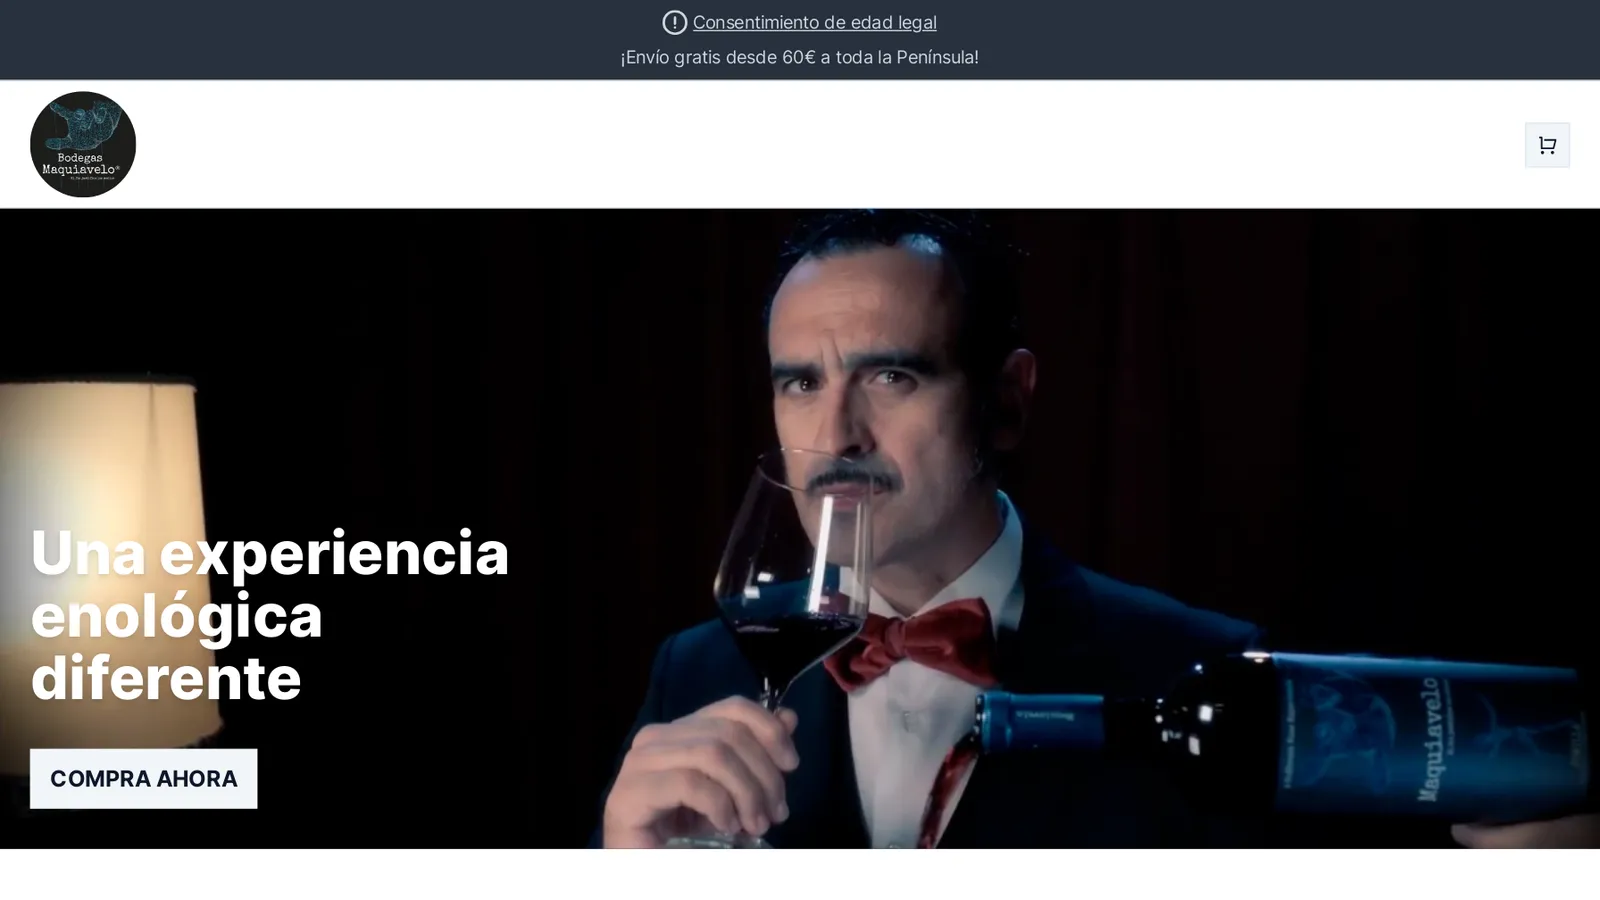 Consentimiento de edad legal
¡Envío gratis desde 60€ a toda la Península!
Bodegas
Maquiavelo®
Una experiencia
enológica
diferente
COMPRA AHORA
Maquiavelo